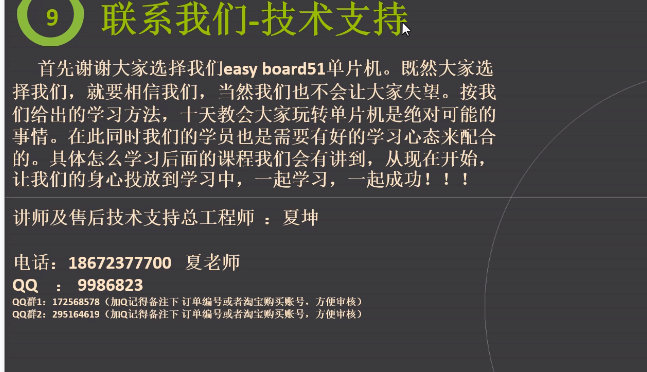 9 联系我们-技术支持
首先谢谢大家选择我们easy board51单片机。既然大家选
择我们，就要相信我们，当然我们也不会让大家失望。按我
们给出的学习方法，十天教会大家玩转单片机是绝对可能的
事情。在此同时我们的学员也是需要有好的学习心态来配合
的。具体怎么学习后面的课程我们会有讲到，从现在开始，
让我们的身心投放到学习中，一起学习，一起成功！！！
讲师及售后技术支持总工程师 ：夏坤
电话：18672377700 夏老师
QQ ： 9986823
QQ群1：172568578（加Q记得备注下 订单编号或者淘宝购买账号，方便审核）
QQ群2：295164619（加Q记得备注下 订单编号或者淘宝购买账号，方便审核）